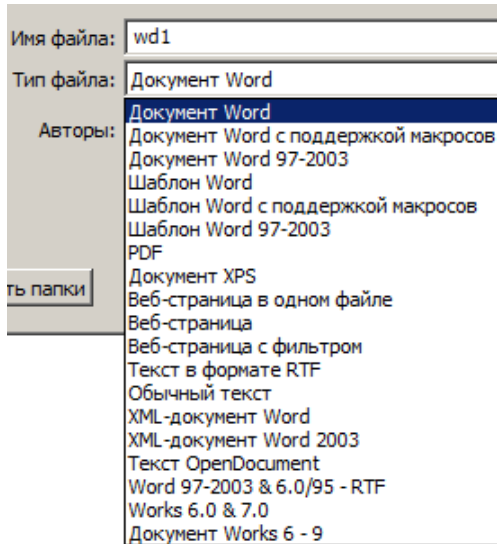 Имя файла: wd1
Тип файла: Документ Word
Авторы:
Документ Word
Документ Word с поддержкой макросов
Документ Word 97-2003
Шаблон Word
Шаблон Word с поддержкой макросов
Шаблон Word 97-2003
PDF
Документ XPS
ть папки
Веб-страница в одном файле
Веб-страница
Веб-страница с фильтром
Текст в формате RTF
Обычный текст
XML-документ Word
XML-документ Word 2003
Текст OpenDocument
Word 97-2003 & 6.0/95 - RTF
Works 6.0 & 7.0
Документ Works 6 - 9